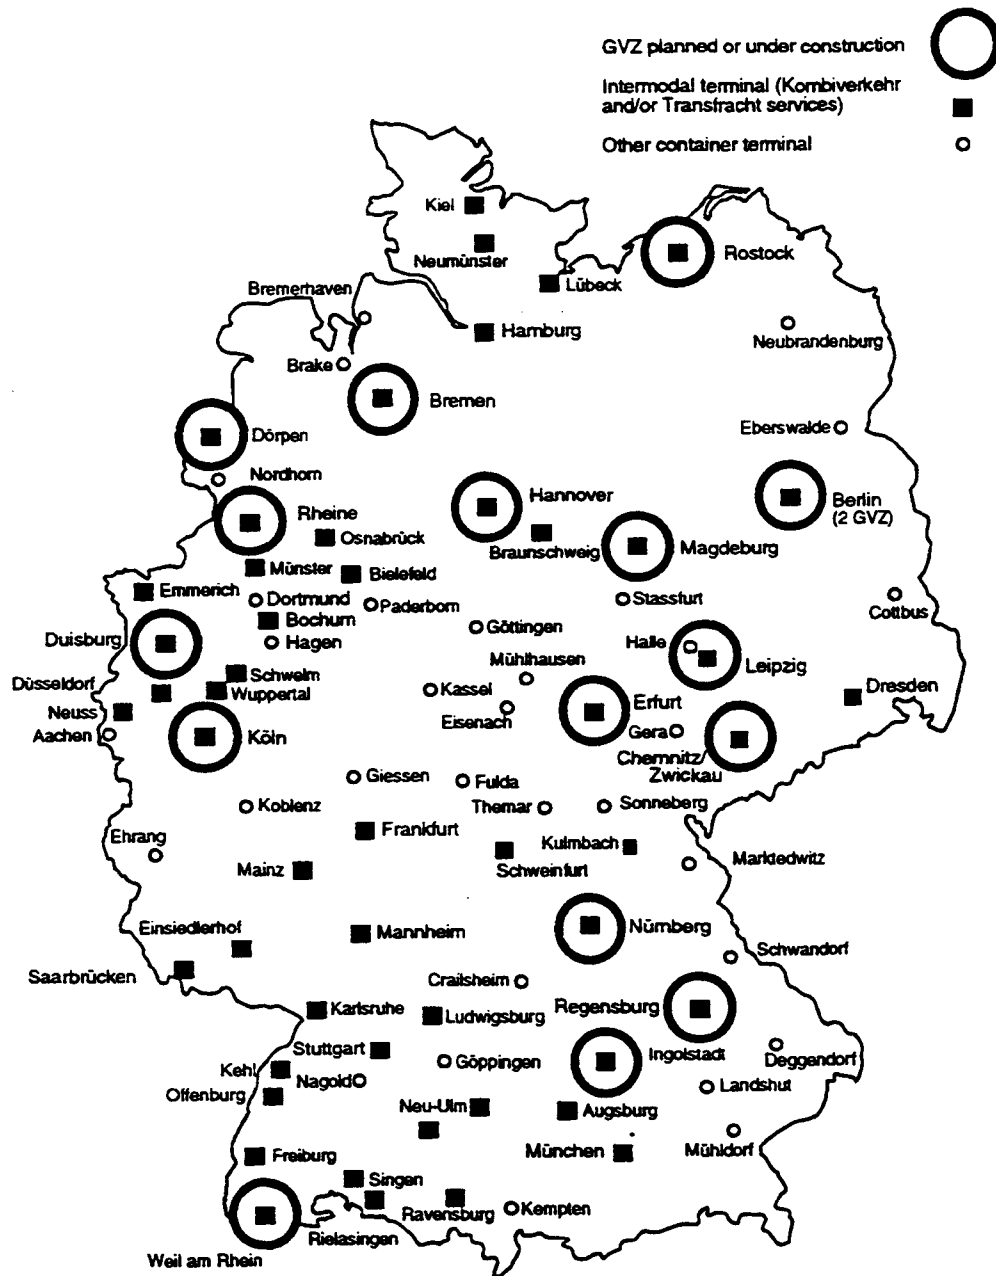 GVZ planned or under construction
Intermodal terminal (Kombiverkehr
and/or Transfracht services)
Other container terminal
Kiel
Neumünster
Rostock
Lübeck
Bremerhaven
Hamburg
Neubrandenburg
Brake
Bremen
Eberswalde
Dörpen
Nordhorn
Hannover
Berlin
(2 GVZ)
Rheine
Osnabrück
Braunschweig
Magdeburg
Münster
Bielefeld
Emmerich
Dortmund
Paderborn
Stassfurt
Cottbus
Bochum
Göttingen
Duisburg
Hagen
Halle
Mühlhausen
Leipzig
Schwelm
Düsseldorf
Wuppertal
Kassel
Dresden
Neuss
Eisenach
Erfurt
Aachen
Köln
Gera
Chemnitz/
Zwickau
Giessen
Fulda
Koblenz
Themar
Sonneberg
Ehrang
Frankfurt
Kulmbach
Marktedwitz
Mainz
Schweinfurt
Einsiedlerhof
Mannheim
Nürnberg
Schwandorf
Saarbrücken
Crailsheim
Regensburg
Karlsruhe
Ludwigsburg
Stuttgart
Ingolstadt
Deggendorf
Kehl
Göppingen
Nagold
Landshut
Offenburg
Neu-Ulm
Augsburg
München
Mühldorf
Freiburg
Singen
Ravensburg
Kempten
Rielasingen
Weil am Rhein